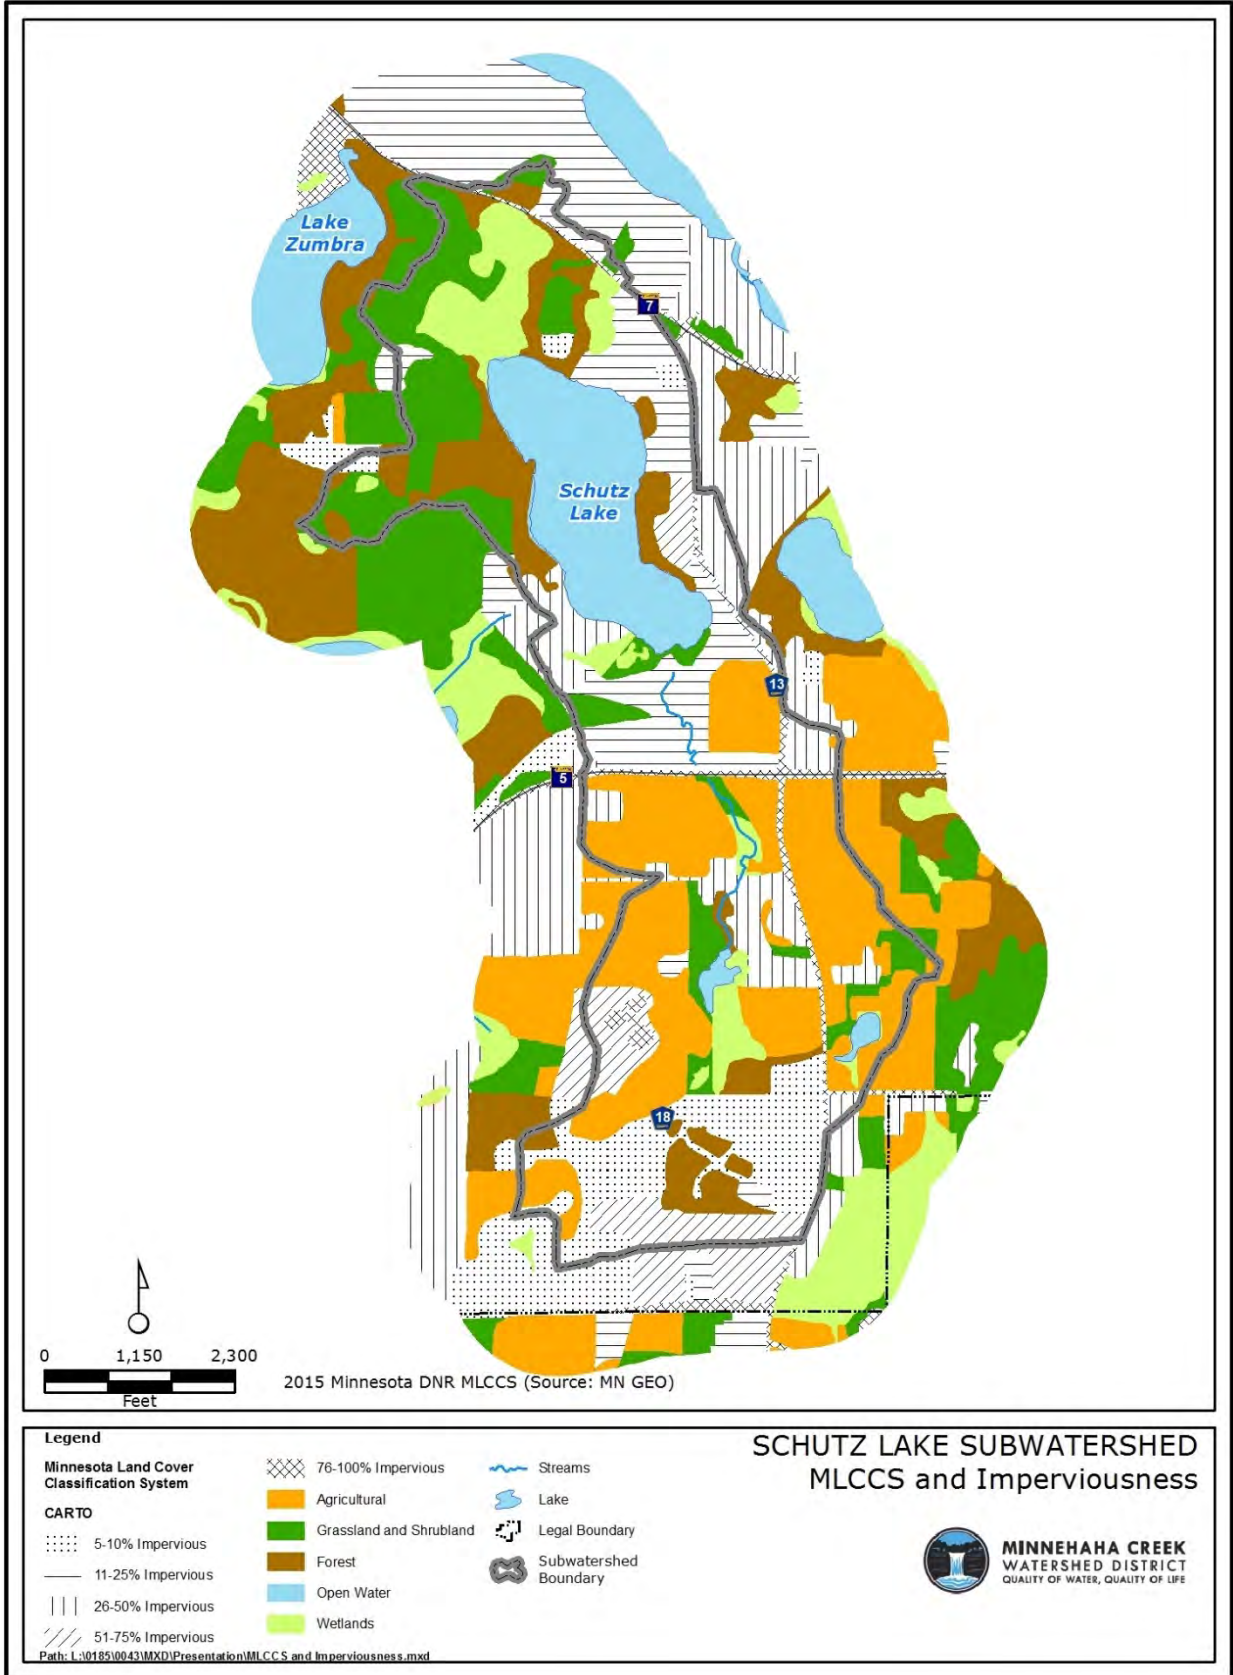 Lake
Zumbra
7
Schutz
Lake
13
5
18
0 1,150 2,300
Feet
2015 Minnesota DNR MLCCS (Source: MN GEO)
Legend
Minnesota Land Cover
Classification System
CARTO
5-10% Impervious
11-25% Impervious
26-50% Impervious
51-75% Impervious
76-100% Impervious
Agricultural
Grassland and Shrubland
Forest
Open Water
Wetlands
Streams
Lake
Legal Boundary
Subwatershed
Boundary
Path: L:\0185\0043\MXD\Presentation\MLCCS and Imperviousness.mxd
SCHUTZ LAKE SUBWATERSHED
MLCCS and Imperviousness
MINNEHAHA CREEK
WATERSHED DISTRICT
QUALITY OF WATER, QUALITY OF LIFE